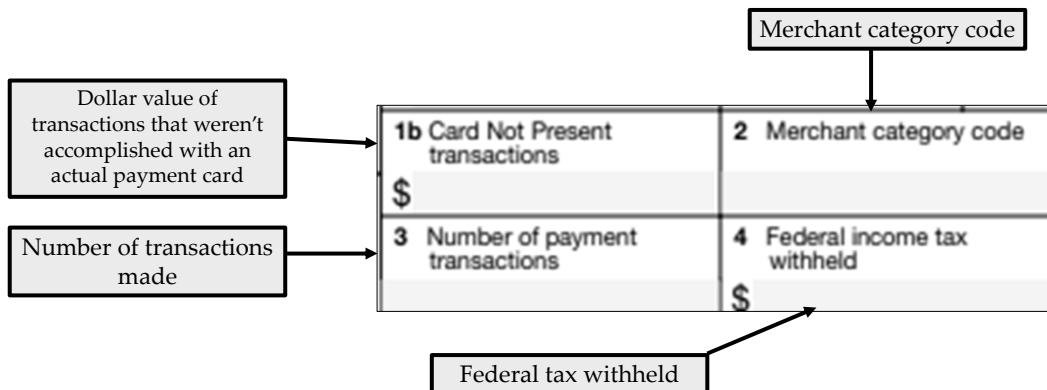 Merchant category code
Dollar value of
transactions that weren't
accomplished with an
actual payment card
1b Card Not Present
transactions
$
2 Merchant category code
Number of transactions
made
3 Number of payment
transactions
4 Federal income tax
withheld
$
Federal tax withheld